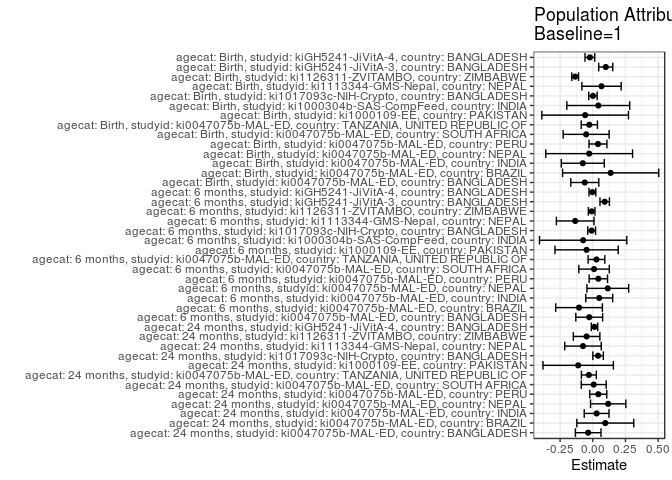 Population Attribu
Baseline=1
agecat: Birth, studyid: kiGH5241-JiVitA-4, country: BANGLADESH
agecat: Birth, studyid: kiGH5241-JiVitA-3, country: BANGLADESH
agecat: Birth, studyid: ki1126311-ZVITAMBO, country: ZIMBABWE
agecat: Birth, studyid: ki1113344-GMS-Nepal, country: NEPAL
agecat: Birth, studyid: ki1017093c-NIH-Crypto, country: BANGLADESH
agecat: Birth, studyid: ki1000304b-SAS-CompFeed, country: INDIA
agecat: Birth, studyid: ki1000109-EE, country: PAKISTAN
agecat: Birth, studyid: ki0047075b-MAL-ED, country: TANZANIA, UNITED REPUBLIC OF
agecat: Birth, studyid: ki0047075b-MAL-ED, country: SOUTH AFRICA
agecat: Birth, studyid: ki0047075b-MAL-ED, country: PERU
agecat: Birth, studyid: ki0047075b-MAL-ED, country: NEPAL
agecat: Birth, studyid: ki0047075b-MAL-ED, country: INDIA
agecat: Birth, studyid: ki0047075b-MAL-ED, country: BRAZIL
agecat: Birth, studyid: ki0047075b-MAL-ED, country: BANGLADESH
agecat: 6 months, studyid: kiGH5241-JiVitA-4, country: BANGLADESH
agecat: 6 months, studyid: kiGH5241-JiVitA-3, country: BANGLADESH
agecat: 6 months, studyid: ki1126311-ZVITAMBO, country: ZIMBABWE
agecat: 6 months, studyid: ki1113344-GMS-Nepal, country: NEPAL
agecat: 6 months, studyid: ki1017093c-NIH-Crypto, country: BANGLADESH
agecat: 6 months, studyid: ki1000304b-SAS-CompFeed, country: INDIA
agecat: 6 months, studyid: ki1000109-EE, country: PAKISTAN
agecat: 6 months, studyid: ki0047075b-MAL-ED, country: TANZANIA, UNITED REPUBLIC OF
agecat: 6 months, studyid: ki0047075b-MAL-ED, country: SOUTH AFRICA
agecat: 6 months, studyid: ki0047075b-MAL-ED, country: PERU
agecat: 6 months, studyid: ki0047075b-MAL-ED, country: NEPAL
agecat: 6 months, studyid: ki0047075b-MAL-ED, country: INDIA
agecat: 6 months, studyid: ki0047075b-MAL-ED, country: BRAZIL
agecat: 6 months, studyid: ki0047075b-MAL-ED, country: BANGLADESH
agecat: 24 months, studyid: kiGH5241-JiVitA-4, country: BANGLADESH
agecat: 24 months, studyid: ki1126311-ZVITAMBO, country: ZIMBABWE
agecat: 24 months, studyid: ki1113344-GMS-Nepal, country: NEPAL
agecat: 24 months, studyid: ki1017093c-NIH-Crypto, country: BANGLADESH
agecat: 24 months, studyid: ki1000109-EE, country: PAKISTAN
agecat: 24 months, studyid: ki0047075b-MAL-ED, country: TANZANIA, UNITED REPUBLIC OF
agecat: 24 months, studyid: ki0047075b-MAL-ED, country: SOUTH AFRICA
agecat: 24 months, studyid: ki0047075b-MAL-ED, country: PERU
agecat: 24 months, studyid: ki0047075b-MAL-ED, country: NEPAL
agecat: 24 months, studyid: ki0047075b-MAL-ED, country: INDIA
agecat: 24 months, studyid: ki0047075b-MAL-ED, country: BRAZIL
agecat: 24 months, studyid: ki0047075b-MAL-ED, country: BANGLADESH
-0.25 0.00 0.25 0.50
Estimate